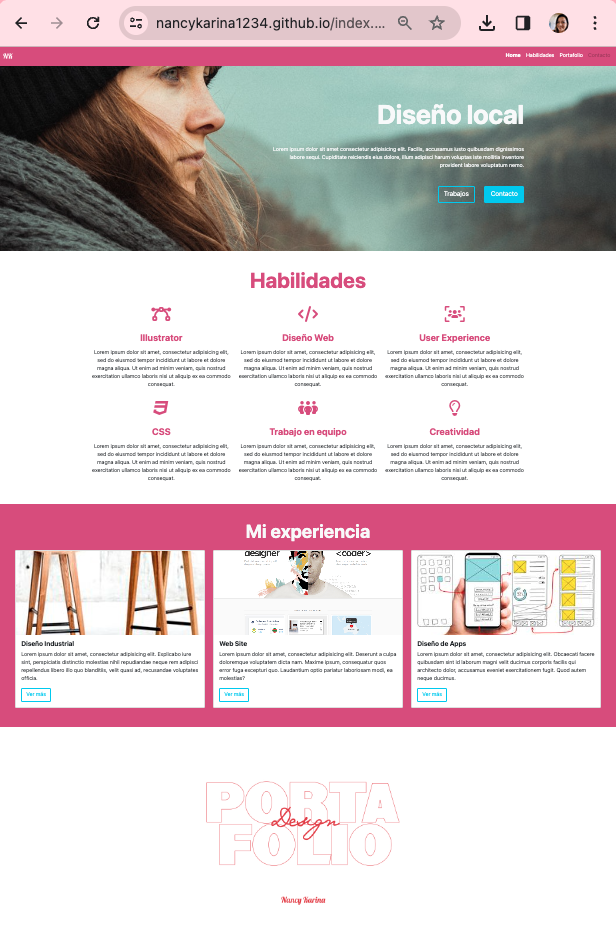 nancykarina1234.github.io/index....
Home Habilidades Portafolio Contacto
Diseño local
Lorem ipsum dolor sit amet consectetur adipisicing elit. Facilis, accusamus iusto quibusdam dignissimos
labore sequi. Cupiditate reiciendis eius dolore, illum adipisci harum voluptas iste mollitia inventore
provident labore voluptatum nemo.
Trabajos Contacto
Habilidades
Illustrator
Lorem ipsum dolor sit amet, consectetur adipisicing elit,
sed do eiusmod tempor incididunt ut labore et dolore
magna aliqua. Ut enim ad minim veniam, quis nostrud
exercitation ullamco laboris nisi ut aliquip ex ea commodo
consequat.
Diseño Web
Lorem ipsum dolor sit amet, consectetur adipisicing elit,
sed do eiusmod tempor incididunt ut labore et dolore
magna aliqua. Ut enim ad minim veniam, quis nostrud
exercitation ullamco laboris nisi ut aliquip ex ea commodo
consequat.
User Experience
Lorem ipsum dolor sit amet, consectetur adipisicing elit,
sed do eiusmod tempor incididunt ut labore et dolore
magna aliqua. Ut enim ad minim veniam, quis nostrud
exercitation ullamco laboris nisi ut aliquip ex ea commodo
consequat.
CSS
Lorem ipsum dolor sit amet, consectetur adipisicing elit,
sed do eiusmod tempor incididunt ut labore et dolore
magna aliqua. Ut enim ad minim veniam, quis nostrud
exercitation ullamco laboris nisi ut aliquip ex ea commodo
consequat.
Trabajo en equipo
Lorem ipsum dolor sit amet, consectetur adipisicing elit,
sed do eiusmod tempor incididunt ut labore et dolore
magna aliqua. Ut enim ad minim veniam, quis nostrud
exercitation ullamco laboris nisi ut aliquip ex ea commodo
consequat.
Creatividad
Lorem ipsum dolor sit amet, consectetur adipisicing elit,
sed do eiusmod tempor incididunt ut labore et dolore
magna aliqua. Ut enim ad minim veniam, quis nostrud
exercitation ullamco laboris nisi ut aliquip ex ea commodo
consequat.
Mi experiencia
Diseño Industrial
Lorem ipsum dolor sit amet, consectetur adipisicing elit. Explicabo iure
sint, perspiciatis distinctio molestias nihil repudiandae neque rem adipisci
repellendus libero illo quo blanditiis, velit quasi ad, recusandae voluptates
officia.
Ver más
designer <coder>
Web Site
Lorem ipsum dolor sit amet, consectetur adipisicing elit. Deserunt a culpa
doloremque voluptatem dicta nam. Maxime ipsum, consequatur quos
error fuga excepturi quo. Laudantium optio pariatur laboriosam modi, ea
molestias?
Ver más
Diseño de Apps
Lorem ipsum dolor sit amet, consectetur adipisicing elit. Obcaecati facere
quibusdam sint id laborum magni velit ducimus corporis facilis qui
architecto dolor, ducimus eveniet exercitationem fugit. Quod autem
neque ducimus.
Ver más
PORTA
Design
FOLIO
Nancy Karina